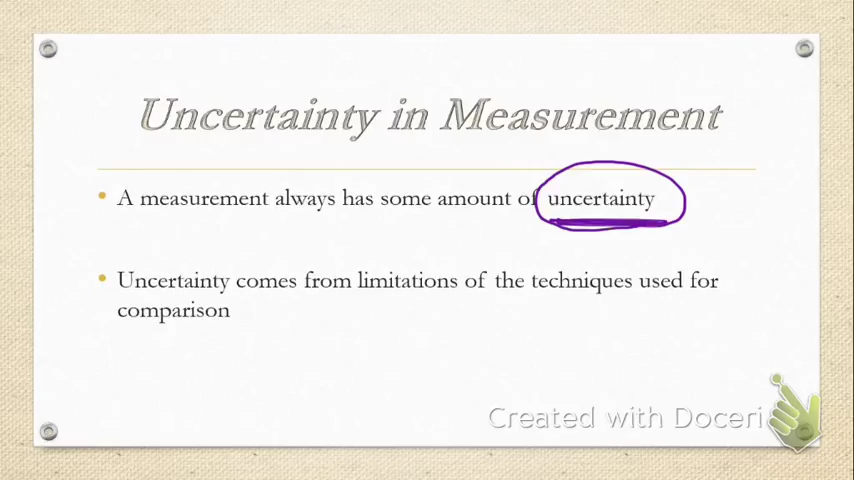 Uncertainty in Measurement
• A measurement always has some amount of uncertainty
• Uncertainty comes from limitations of the techniques used for
comparison
Created with Doceri